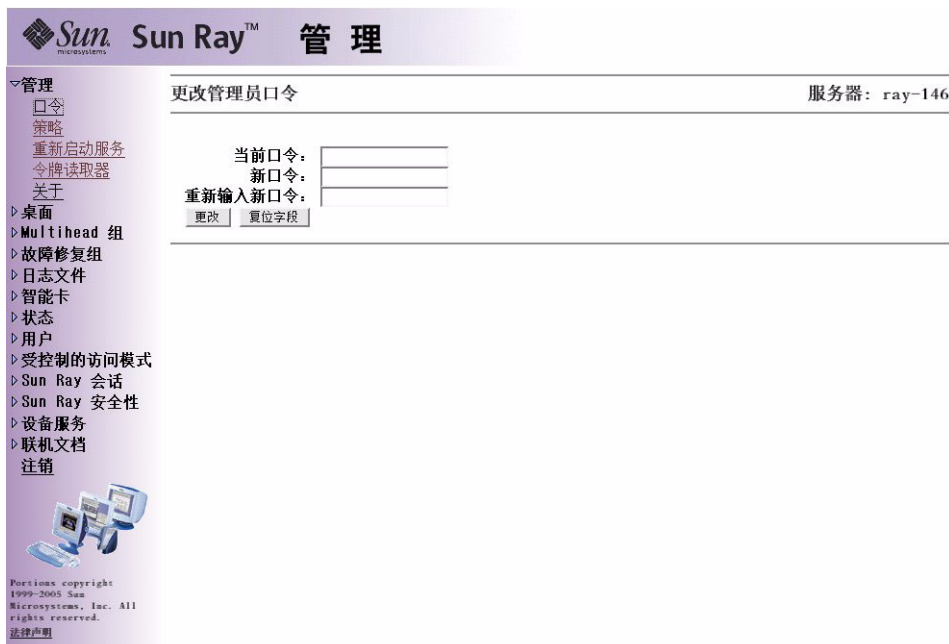 Sun microsystems Sun Ray™ 管 理
管理
口令
策略
重新启动服务
令牌读取器
关于
桌面
Multihead 组
故障修复组
日志文件
智能卡
状态
用户
受控制的访问模式
Sun Ray 会话
Sun Ray 安全性
设备服务
联机文档
注销
Portions copyright
1999-2005 Sun
Microsystems, Inc. All
rights reserved.
法律声明
更改管理员口令 服务器: ray-146
当前口令:
新口令:
重新输入新口令:
更改 复位字段